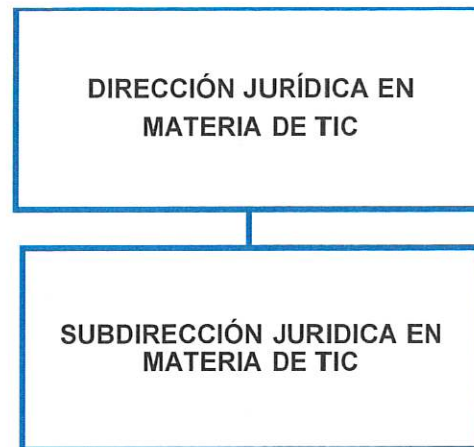 DIRECCIÓN JURÍDICA EN
MATERIA DE TIC
SUBDIRECCIÓN JURIDICA EN
MATERIA DE TIC